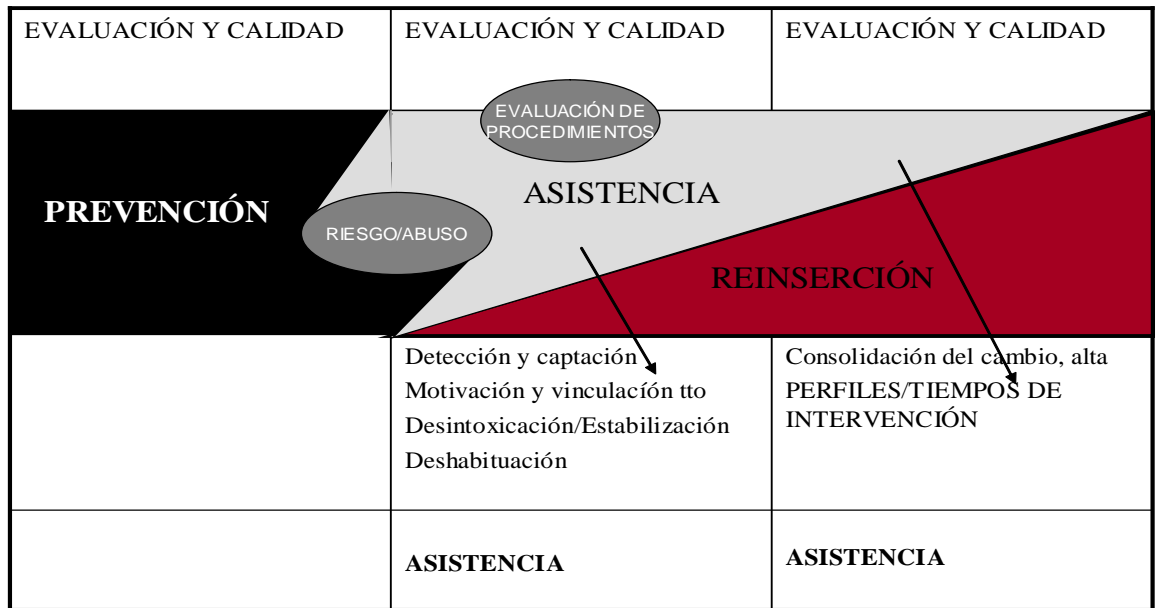 EVALUACIÓN Y CALIDAD
EVALUACIÓN Y CALIDAD
EVALUACIÓN Y CALIDAD
EVALUACIÓN DE
PROCEDIMIENTOS
PREVENCIÓN
ASISTENCIA
RIESGO/ABUSO
REINSERCIÓN
Detección y captación
Motivación y vinculacíón tto
Desintoxicación/Estabilización
Deshabituación
Consolidación del cambio, alta
PERFILES/TIEMPOS DE
INTERVENCIÓN
ASISTENCIA
ASISTENCIA